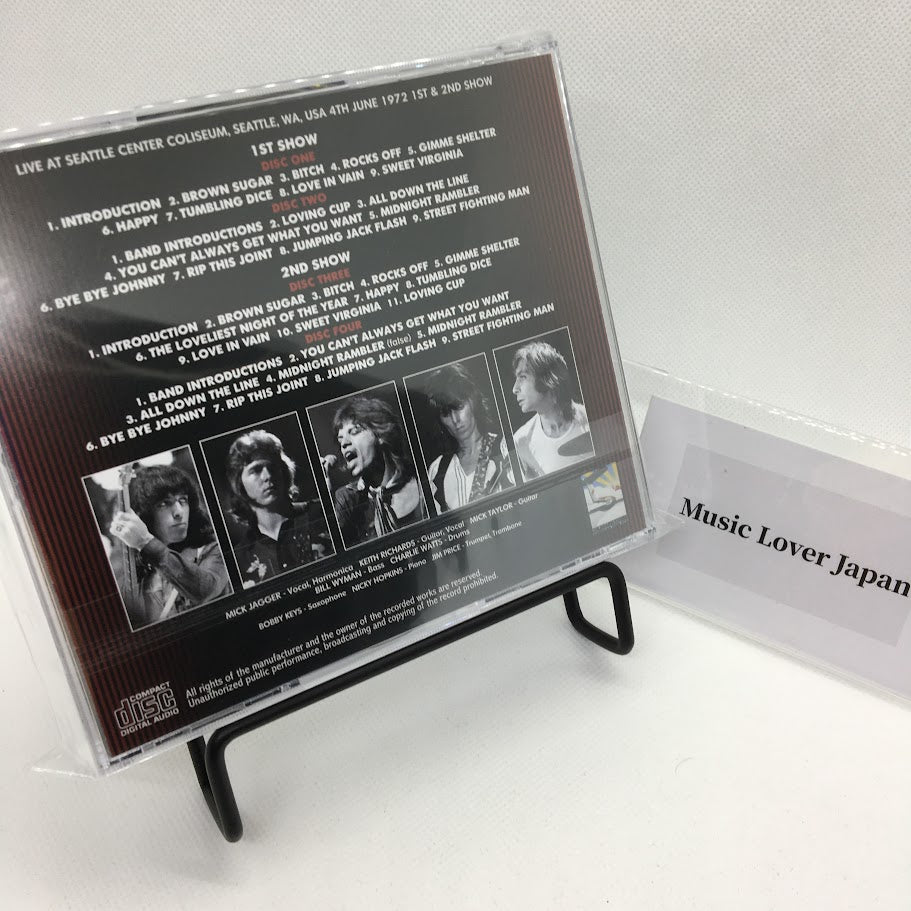 LIVE AT SEATTLE CENTER COLISEUM, SEATTLE, WA, USA 4TH JUNE 1972 1ST & 2ND SHOW
1ST SHOW
DISC ONE
1. INTRODUCTION 2. BROWN SUGAR 3. BITCH 4. ROCKS OFF 5. GIMME SHELTER
6. HAPPY 7. TUMBLING DICE 8. LOVE IN VAIN 9. SWEET VIRGINIA
DISC TWO
1. BAND INTRODUCTIONS 2. LOVING CUP 3. ALL DOWN THE LINE
4. YOU CAN'T ALWAYS GET WHAT YOU WANT 5. MIDNIGHT RAMBLER
6. BYE BYE JOHNNY 7. RIP THIS JOINT 8. JUMPING JACK FLASH 9. STREET FIGHTING MAN
2ND SHOW
DISC THREE
1. INTRODUCTION 2. BROWN SUGAR 3. BITCH 4. ROCKS OFF 5. GIMME SHELTER
6. THE LOVELIEST NIGHT OF THE YEAR 7. HAPPY 8. TUMBLING DICE
9. LOVE IN VAIN 10. SWEET VIRGINIA 11. LOVING CUP
DISC FOUR
1. BAND INTRODUCTIONS 2. YOU CAN'T ALWAYS GET WHAT YOU WANT
3. ALL DOWN THE LINE 4. MIDNIGHT RAMBLER (false) 5. MIDNIGHT RAMBLER
6. BYE BYE JOHNNY 7. RIP THIS JOINT 8. JUMPING JACK FLASH 9. STREET FIGHTING MAN
MICK JAGGER - Vocal, Harmonica KEITH RICHARDS - Guitar, Vocal MICK TAYLOR - Guitar
BILL WYMAN - Bass CHARLIE WATTS - Drums
BOBBY KEYS - Saxophone NICKY HOPKINS - Piano JIM PRICE - Trumpet, Trombone
All rights of the manufacturer and the owner of the recorded works are reserved.
Unauthorized public performance, broadcasting and copying of the record prohibited.
COMPACT
disc
DIGITAL AUDIO
Music Lover Japan